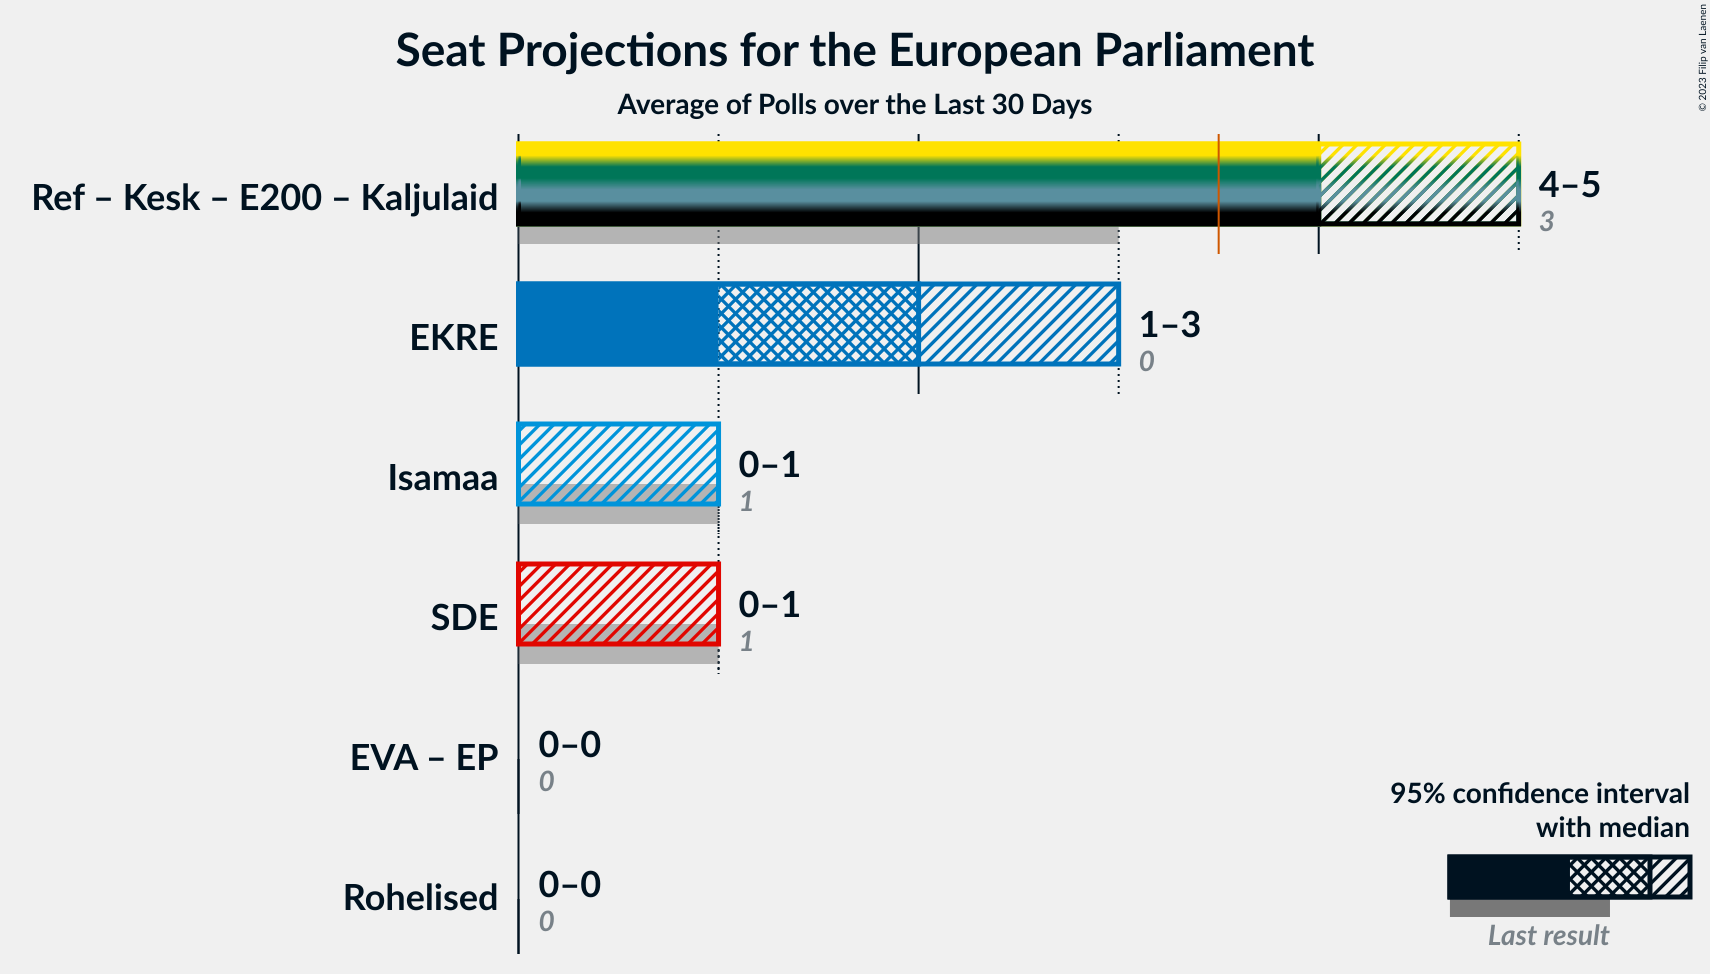 Seat Projections for the European Parliament
Average of Polls over the Last 30 Days
© 2023 Filip van Laenen
Ref – Kesk – E200 – Kaljulaid
4–5
3
EKRE
1–3
0
Isamaa
0–1
1
SDE
0–1
1
EVA – EP
0–0
0
Rohelised
0–0
0
95% confidence interval
with median
Last result